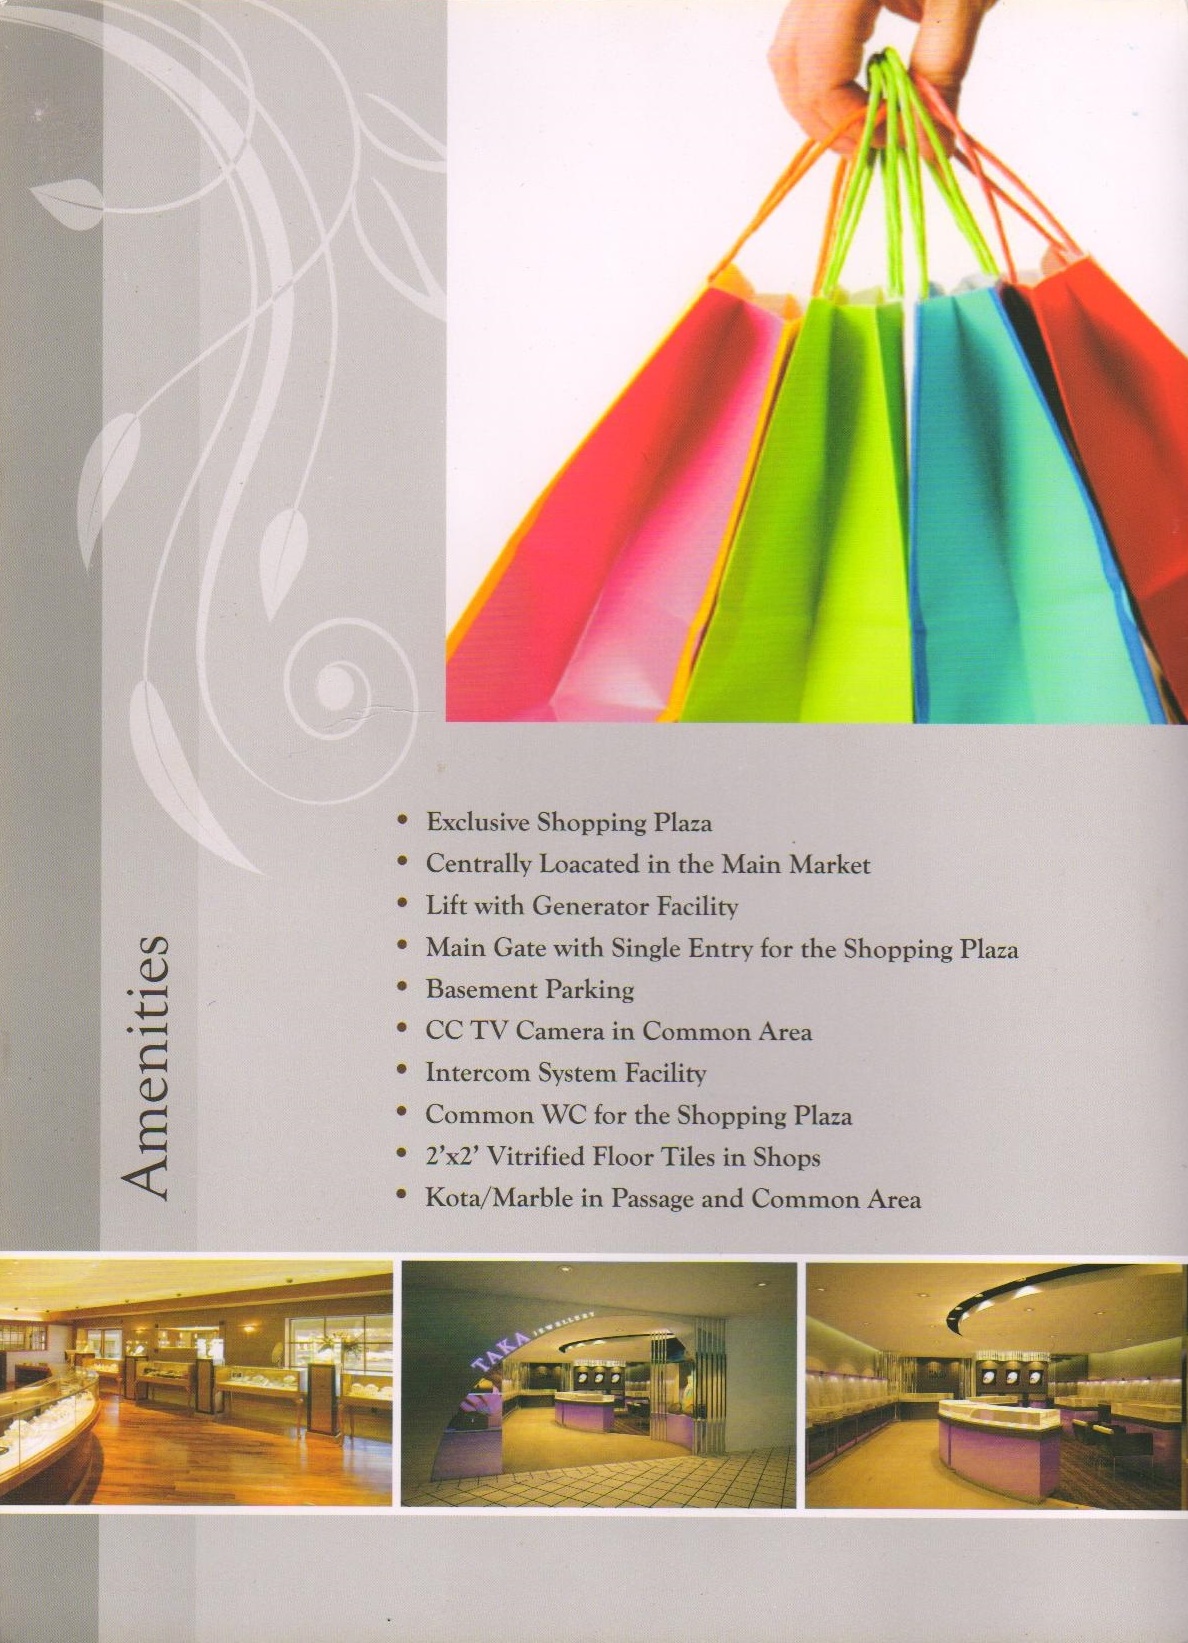 • Exclusive Shopping Plaza
• Centrally Loacated in the Main Market
• Lift with Generator Facility
• Main Gate with Single Entry for the Shopping Plaza
• Basement Parking
• CC TV Camera in Common Area
• Intercom System Facility
• Common WC for the Shopping Plaza
• 2’x2’ Vitrified Floor Tiles in Shops
• Kota/Marble in Passage and Common Area
Amenities
TAKA JEWELLERY